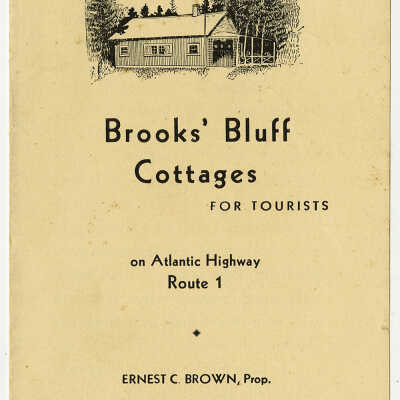 Brooks' Bluff
Cottages
FOR TOURISTS
on Atlantic Highway
Route 1
ERNEST C. BROWN, Prop.